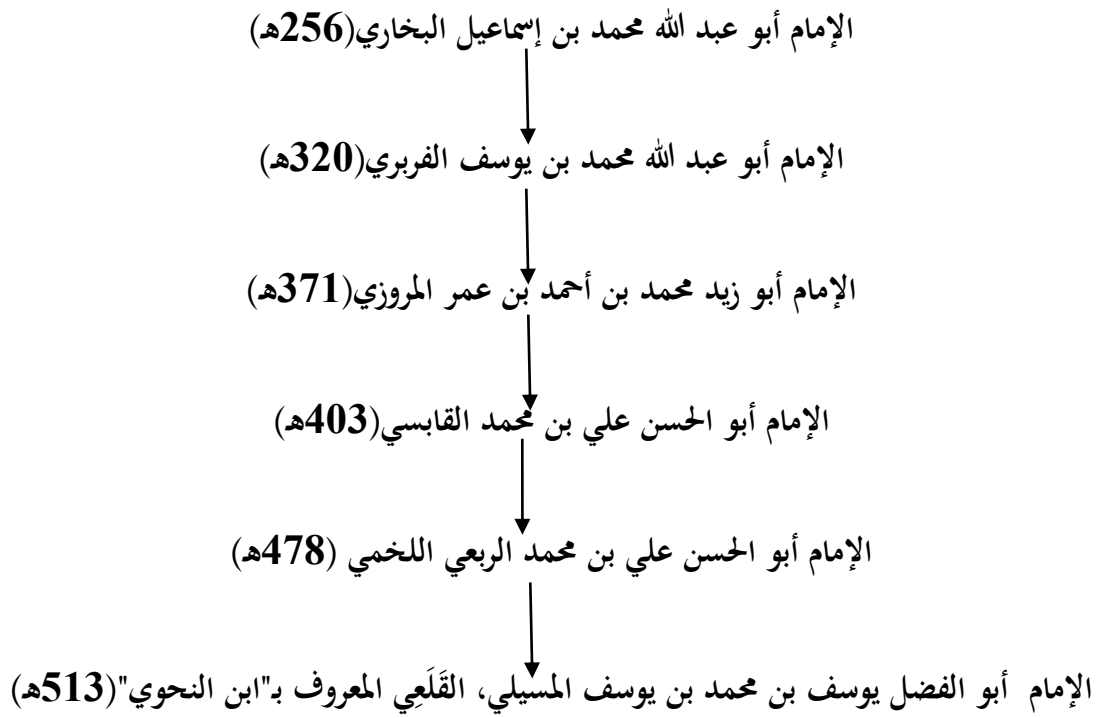 الإمام أبو عبد الله محمد بن إسماعيل البخاري(256هـ)
الإمام أبو عبد الله محمد بن يوسف الفربري(320هـ)
الإمام أبو زيد محمد بن أحمد بن عمر المروزي(371هـ)
الإمام أبو الحسن علي بن محمد القابسي(403هـ)
الإمام أبو الحسن علي بن محمد الربعي اللخمي (478هـ)
الإمام أبو الفضل يوسف بن محمد بن يوسف المسيلي، القَلَعِي المعروف بـ"ابن النحوي"(513هـ)